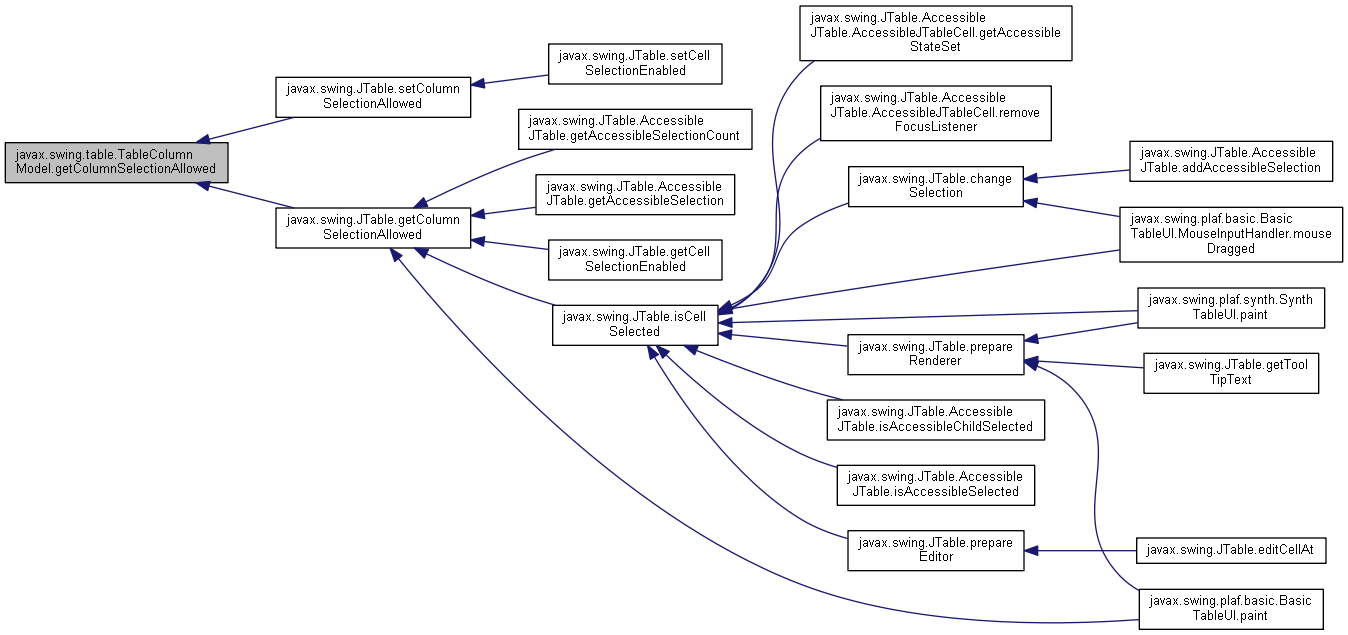 javax.swing.table.TableColumn
Model.getColumnSelectionAllowed
javax.swing.JTable.setColumn
SelectionAllowed
javax.swing.JTable.setCell
SelectionEnabled
javax.swing.JTable.getColumn
SelectionAllowed
javax.swing.JTable.Accessible
JTable.getAccessibleSelectionCount
javax.swing.JTable.Accessible
JTable.getAccessibleSelection
javax.swing.JTable.getCell
SelectionEnabled
javax.swing.JTable.isCell
Selected
javax.swing.JTable.Accessible
JTable.AccessibleJTableCell.getAccessible
StateSet
javax.swing.JTable.Accessible
JTable.AccessibleJTableCell.remove
FocusListener
javax.swing.JTable.change
Selection
javax.swing.JTable.Accessible
JTable.addAccessibleSelection
javax.swing.plaf.basic.Basic
TableUI.MouseInputHandler.mouse
Dragged
javax.swing.plaf.synth.Synth
TableUI.paint
javax.swing.JTable.prepare
Renderer
javax.swing.JTable.getTool
TipText
javax.swing.JTable.Accessible
JTable.isAccessibleChildSelected
javax.swing.JTable.Accessible
JTable.isAccessibleSelected
javax.swing.JTable.prepare
Editor
javax.swing.JTable.editCellAt
javax.swing.plaf.basic.Basic
TableUI.paint